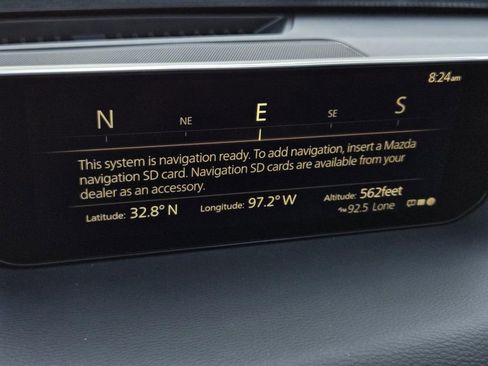 8:24am
N NE E SE S
This system is navigation ready. To add navigation, insert a Mazda
navigation SD card. Navigation SD cards are available from your
dealer as an accessory.
Latitude: 32.8° N Longitude: 97.2° W Altitude: 562feet
92.5 Lone